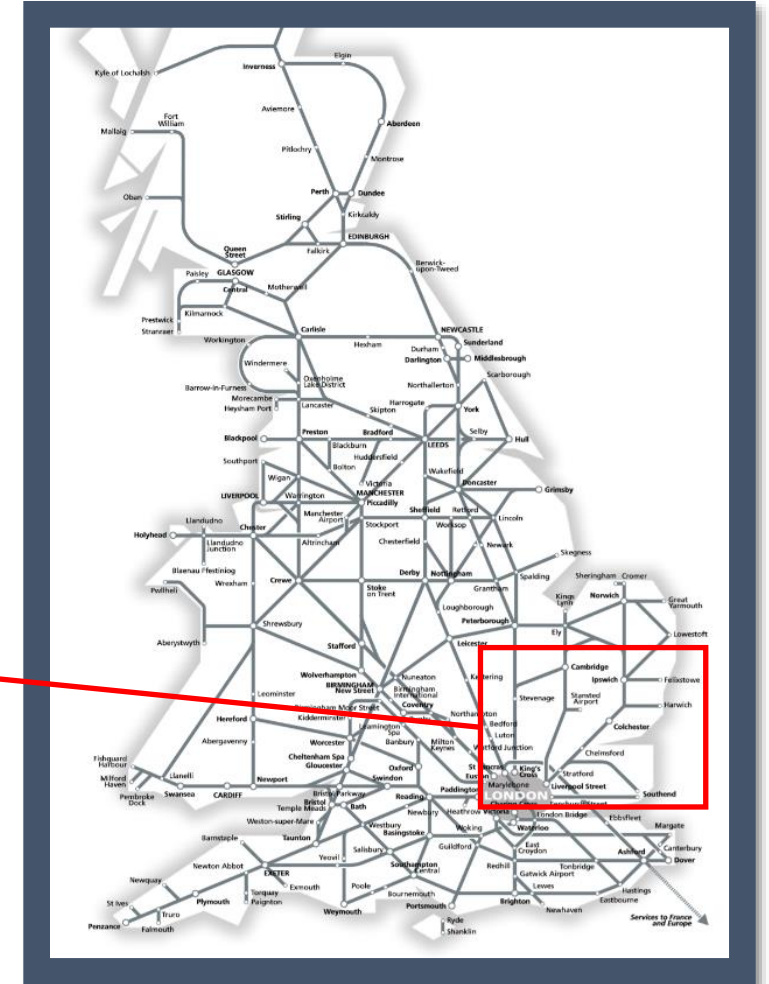 Elgin
Inverness
Kyle of Lochalsh
Aviemore
Fort
William
Mallaig
Aberdeen
Pitlochry
Montrose
Perth
Dundee
Oban
Stirling
Kirkcaldy
EDINBURGH
Queen
Street
Falkirk
Berwick-
upon-Tweed
Paisley
GLASGOW
Central
Motherwell
Prestwick
Kilmarnock
Stranraer
Carlisle
NEWCASTLE
Workington
Hexham
Sunderland
Durham
Darlington
Middlesbrough
Windermere
Scarborough
Oxenholme
Lake District
Northallerton
Barrow-in-Furness
Morecambe
Heysham Port
Lancaster
Harrogate
Skipton
York
Blackpool
Preston
Bradford
Selby
Blackburn
LEEDS
Hull
Southport
Huddersfield
Bolton
Wakefield
Wigan
Victoria
Doncaster
MANCHESTER
Piccadilly
LIVERPOOL
Warrington
Grimsby
Manchester
Airport
Sheffield
Retford
Llandudno
Stockport
Worksop
Lincoln
Chester
Holyhead
Llandudno
Junction
Altrincham
Chesterfield
Newark
Skegness
Blaenau Ffestiniog
Derby
Nottingham
Spalding
Sheringham
Cromer
Wrexham
Crewe
Stoke
on Trent
Grantham
Pwllheli
Kings
Lynn
Norwich
Great
Yarmouth
Loughborough
Peterborough
Shrewsbury
Ely
Lowestoft
Aberystwyth
Stafford
Leicester
Cambridge
Wolverhampton
Nuneaton
Kettering
Ipswich
Felixstowe
BIRMINGHAM
New Street
Birmingham
International
Leominster
Stevenage
Stansted
Airport
Birmingham Moor Street
Coventry
Harwich
Hereford
Kidderminster
Northampton
Bedford
Colchester
Leamington
Spa
Luton
Abergavenny
Worcester
Banbury
Milton
Keynes
Watford Junction
Chelmsford
Fishguard
Harbour
Cheltenham Spa
Gloucester
Oxford
St Pancras
Euston
King's
Cross
Stratford
Milford
Haven
Llanelli
Marylebone
Liverpool Street
Pembroke
Dock
Swansea
CARDIFF
Newport
Bristol Parkway
Swindon
Paddington
LONDON
Southend
Bristol
Temple Meads
Bath
Reading
Heathrow
Victoria
London Bridge
Ebbsfleet
Newbury
Weston-super-Mare
Westbury
Waterloo
Margate
Barnstaple
Taunton
Basingstoke
Woking
East
Croydon
Canterbury
Salisbury
Guildford
Ashford
Yeovil
Dover
Newton Abbot
Southampton
Central
Redhill
Tonbridge
EXETER
Gatwick Airport
Newquay
Exmouth
Poole
Lewes
Hastings
St Ives
Torquay
Paignton
Bournemouth
Eastbourne
Plymouth
Weymouth
Portsmouth
Brighton
Newhaven
Truro
Ryde
Services to France
and Europe
Penzance
Falmouth
Shanklin